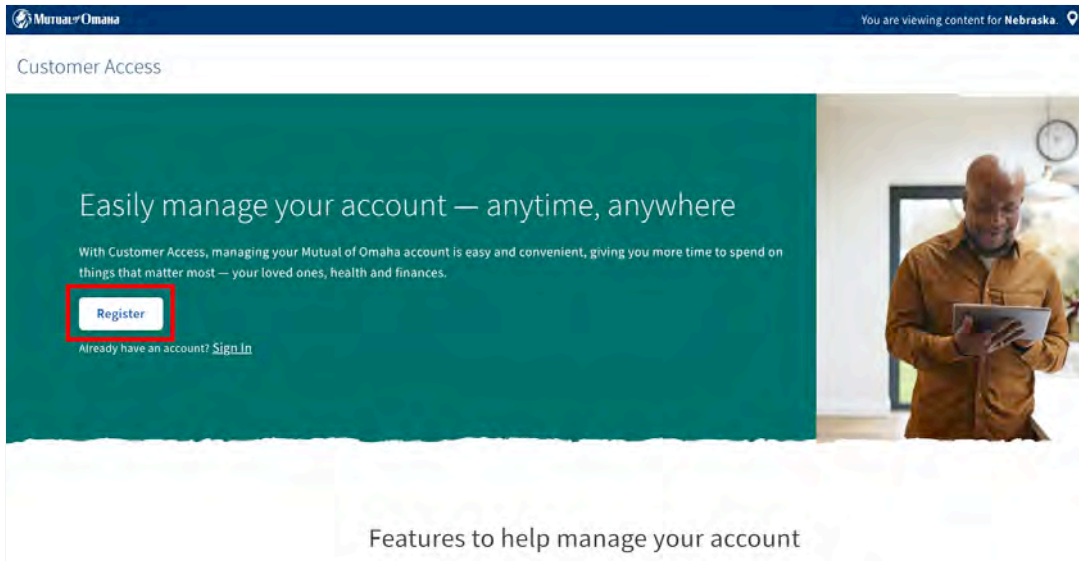 Mutual of Omaha
You are viewing content for Nebraska.
Customer Access
Easily manage your account — anytime, anywhere
With Customer Access, managing your Mutual of Omaha account is easy and convenient, giving you more time to spend on
things that matter most — your loved ones, health and finances.
Register
Already have an account? Sign In
Features to help manage your account